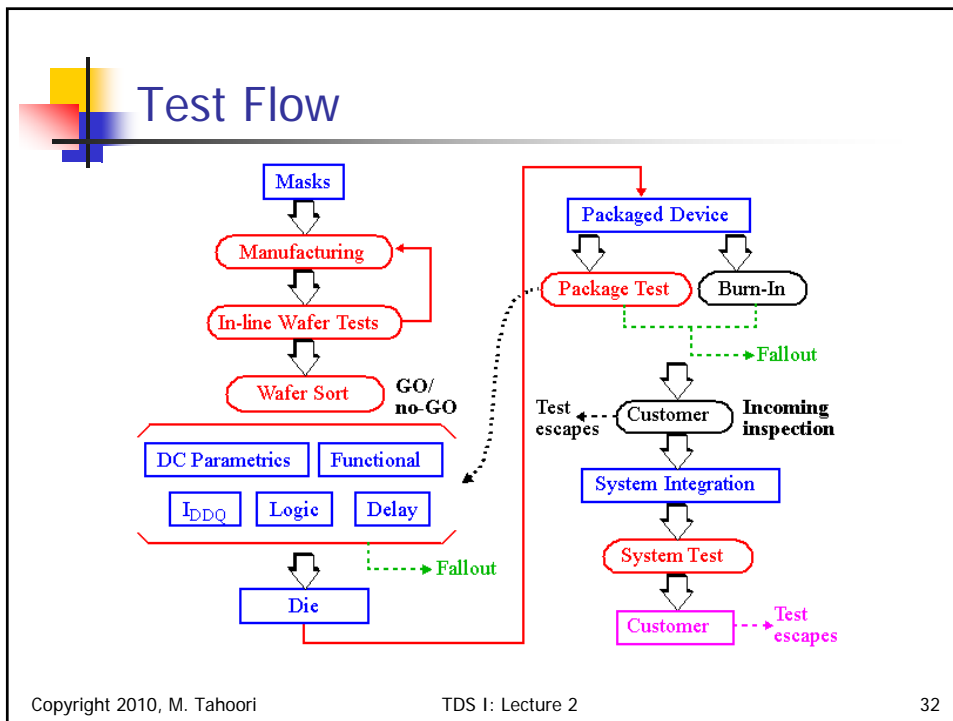 Test Flow
Masks
Manufacturing
In-line Wafer Tests
Wafer Sort
GO/
no-GO
DC Parametrics
Functional
IDDQ
Logic
Delay
Fallout
Die
Packaged Device
Package Test
Burn-In
Fallout
Test
escapes
Customer
Incoming
inspection
System Integration
System Test
Customer
Test
escapes
Copyright 2010, M. Tahoori
TDS I: Lecture 2
32